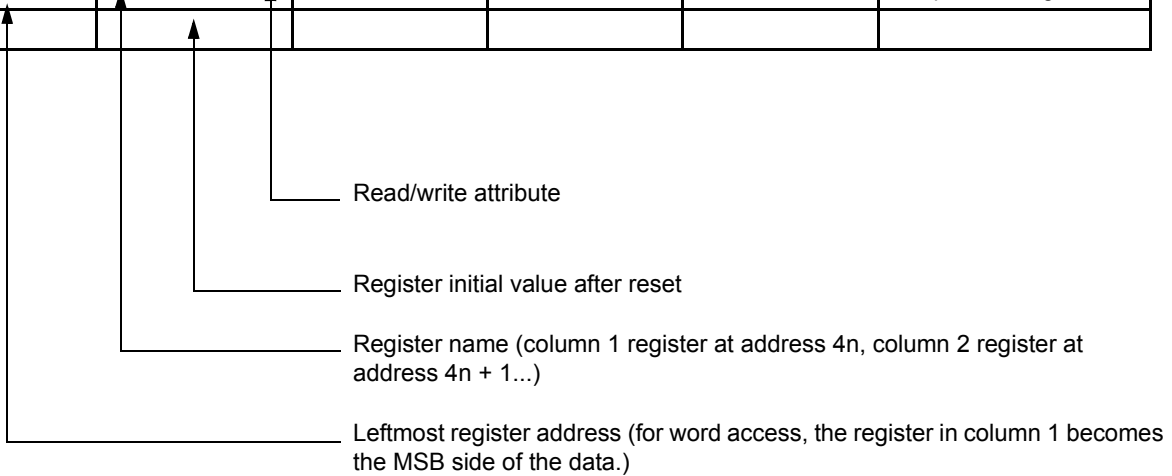 Read/write attribute
Register initial value after reset
Register name (column 1 register at address 4n, column 2 register at
address 4n + 1...)
Leftmost register address (for word access, the register in column 1 becomes
the MSB side of the data.)